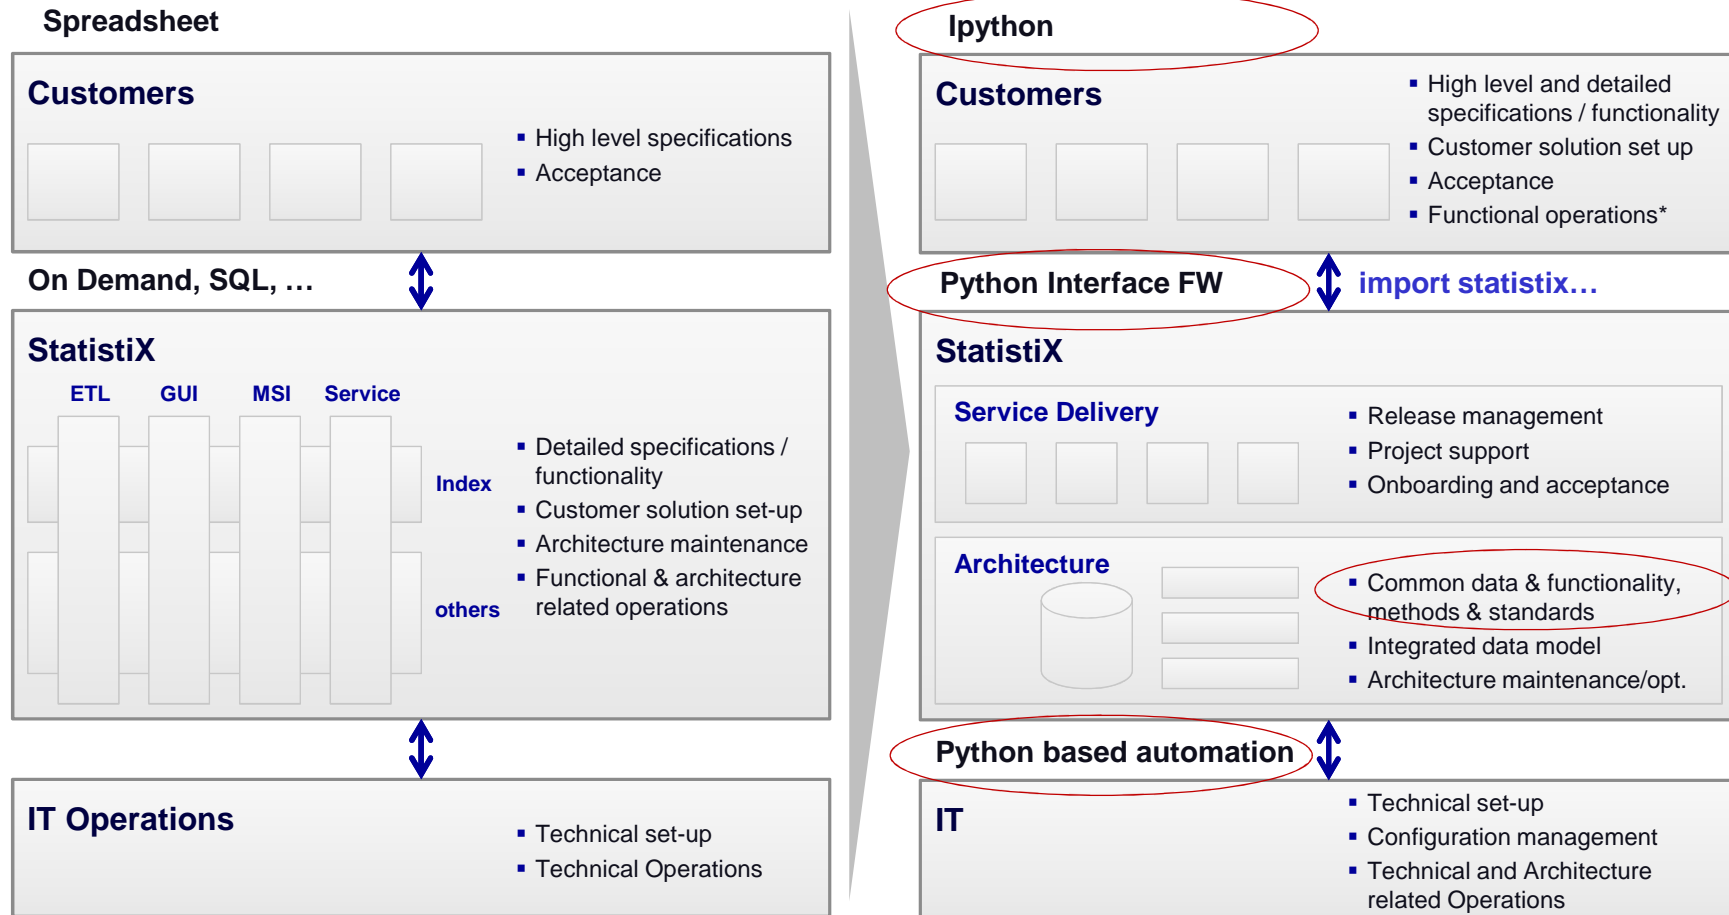 Spreadsheet
Customers
High level specifications
Acceptance
On Demand, SQL, …
StatistiX
ETL GUI MSI Service
Index
others
Detailed specifications /
functionality
Customer solution set-up
Architecture maintenance
Functional & architecture
related operations
IT Operations
Technical set-up
Technical Operations
Ipython
Customers
High level and detailed
specifications / functionality
Customer solution set up
Acceptance
Functional operations*
Python Interface FW
import statistix…
StatistiX
Service Delivery
Release management
Project support
Onboarding and acceptance
Architecture
Common data & functionality,
methods & standards
Integrated data model
Architecture maintenance/opt.
Python based automation
IT
Technical set-up
Configuration management
Technical and Architecture
related Operations